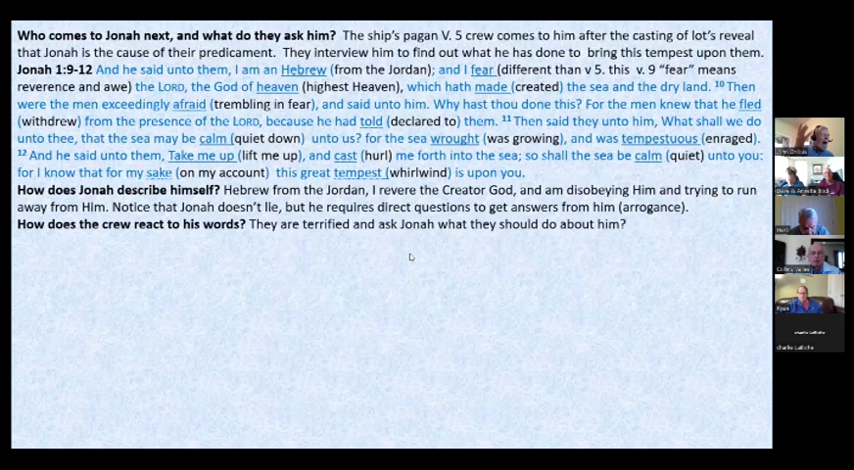 Who comes to Jonah next, and what do they ask him? The ship's pagan V. 5 crew comes to him after the casting of lot's reveal
that Jonah is the cause of their predicament. They interview him to find out what he has done to bring this tempest upon them.
Jonah 1:9-12 And he said unto them, I am an Hebrew (from the Jordan); and I fear (different than v 5. this v. 9 "fear" means
reverence and awe) the LORD, the God of heaven (highest Heaven), which hath made (created) the sea and the dry land. 10 Then
were the men exceedingly afraid (trembling in fear), and said unto him. Why hast thou done this? For the men knew that he fled
(withdrew) from the presence of the LORD, because he had told (declared to) them. 11 Then said they unto him, What shall we do
unto thee, that the sea may be calm (quiet down) unto us? for the sea wrought (was growing), and was tempestuous (enraged).
12 And he said unto them, Take me up (lift me up), and cast (hurl) me forth into the sea; so shall the sea be calm (quiet) unto you:
for I know that for my sake (on my account) this great tempest (whirlwind) is upon you.
How does Jonah describe himself? Hebrew from the Jordan, I revere the Creator God, and am disobeying Him and trying to run
away from Him. Notice that Jonah doesn't lie, but he requires direct questions to get answers from him (arrogance).
How does the crew react to his words? They are terrified and ask Jonah what they should do about him?
Ryan
charlie LaBiche
charlie LaBiche